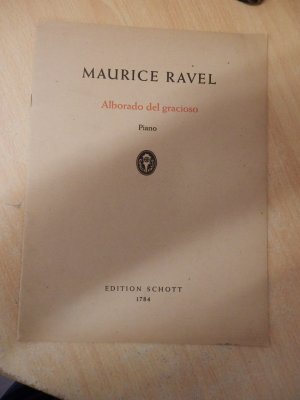 MAURICE RAVEL
Alborado del gracioso
Piano
EDITION SCHOTT
1784